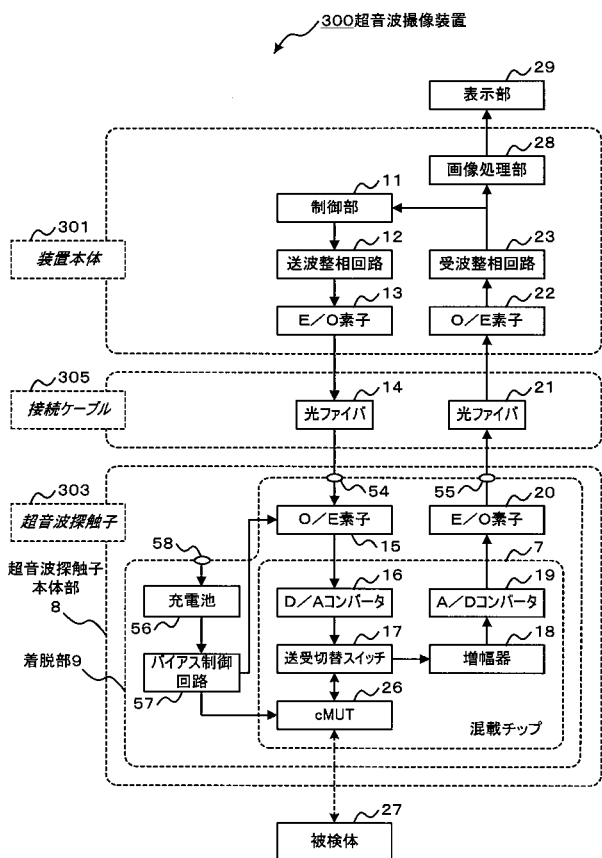 300超音波撮像装置
29
表示部
28
画像処理部
11
制御部
301
装置本体
12
送波整相回路
23
受波整相回路
13
E/O素子
22
O/E素子
305
接続ケーブル
14
光ファイバ
21
光ファイバ
303
超音波探触子
54
55
20
O/E素子
15
E/O素子
7
超音波探触子
本体部
8
58
充電池
56
16
D/Aコンバータ
19
A/Dコンバータ
着脱部9
バイアス制御
回路
57
17
送受切替スイッチ
18
増幅器
26
cMUT
混載チップ
27
被検体